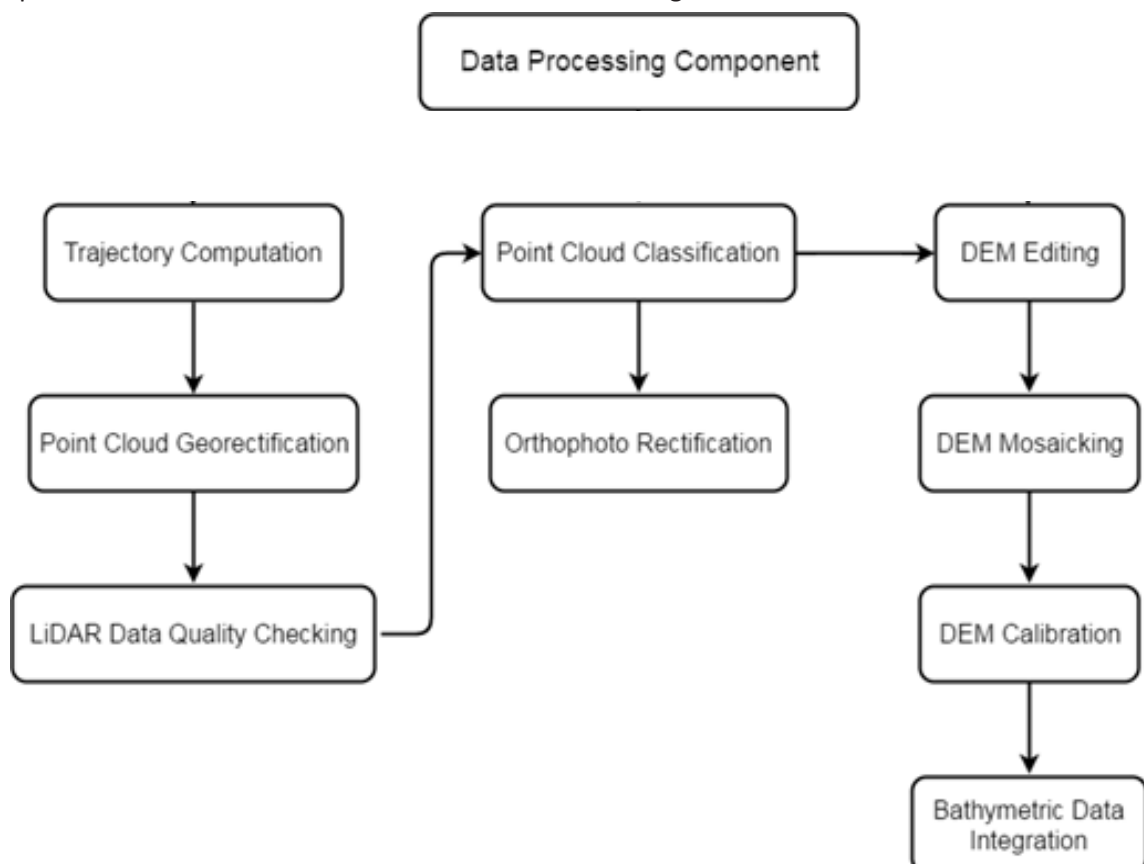 Data Processing Component
Trajectory Computation
Point Cloud Georectification
LiDAR Data Quality Checking
Point Cloud Classification
Orthophoto Rectification
DEM Editing
DEM Mosaicking
DEM Calibration
Bathymetric Data
Integration